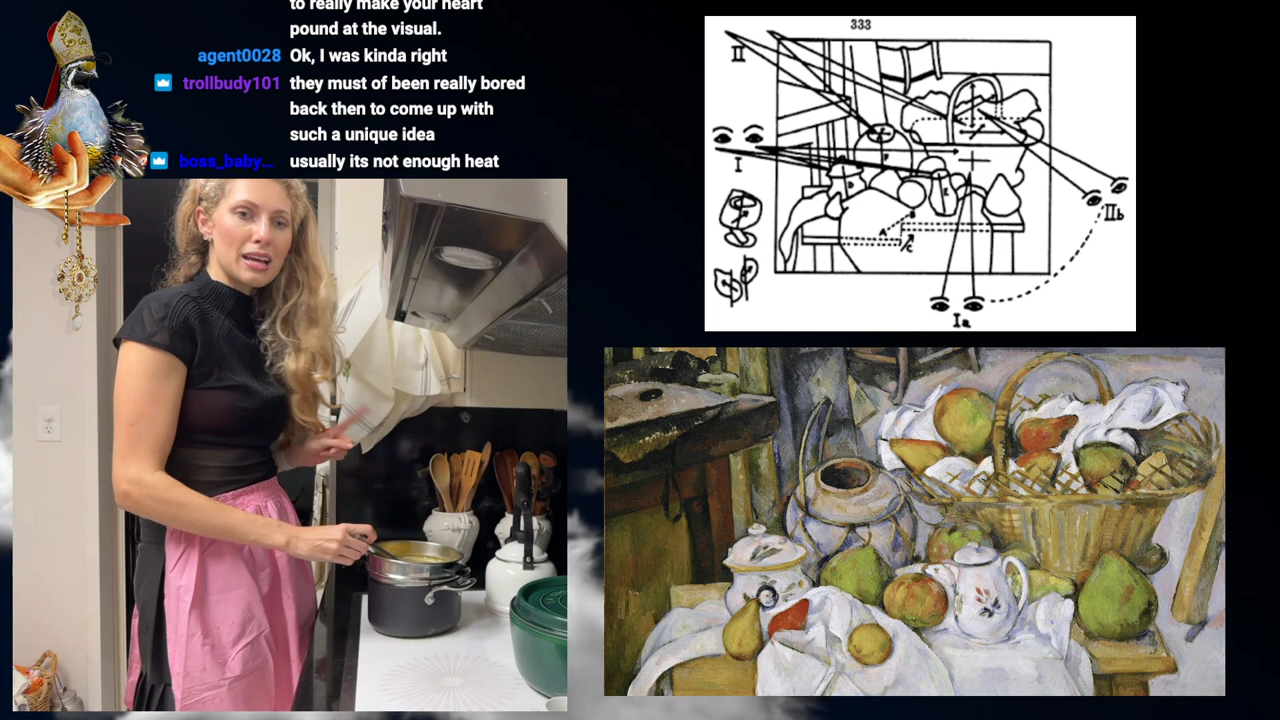 to really make your heart
pound at the visual.
agent0028 Ok, I was kinda right
trollbudy101 they must of been really bored
back then to come up with
such a unique idea
boss_baby... usually its not enough heat
333
II
I
IIb
Ia